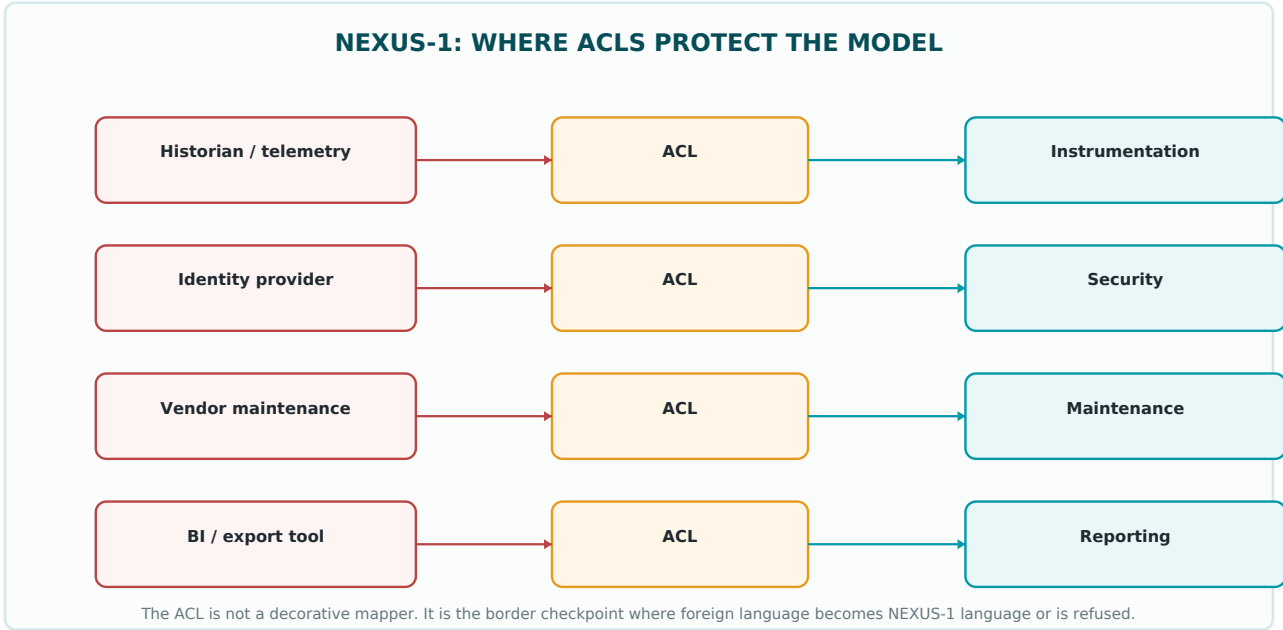 NEXUS-1: WHERE ACLS PROTECT THE MODEL
Historian / telemetry
ACL
Instrumentation
Identity provider
ACL
Security
Vendor maintenance
ACL
Maintenance
BI / export tool
ACL
Reporting
The ACL is not a decorative mapper. It is the border checkpoint where foreign language becomes NEXUS-1 language or is refused.